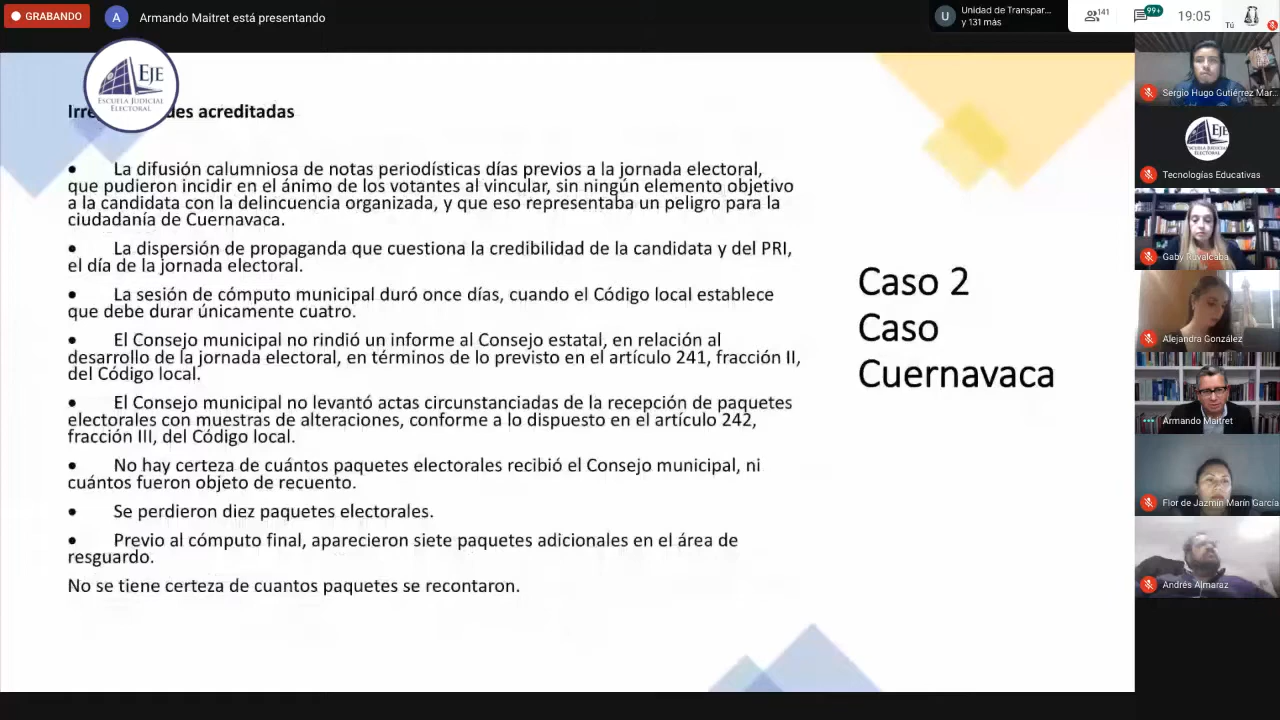 GRABANDO
A
Armando Maitret está presentando
U
Unidad de Transpar...
y 131 más
141
99+
19:05
Tú
EJE
ESCUELA JUDICIAL
ELECTORAL
Irre des acreditadas
• La difusión calumniosa de notas periodísticas días previos a la jornada electoral,
que pudieron incidir en el ánimo de los votantes al vincular, sin ningún elemento objetivo
a la candidata con la delincuencia organizada, y que eso representaba un peligro para la
ciudadanía de Cuernavaca.
• La dispersión de propaganda que cuestiona la credibilidad de la candidata y del PRI,
el día de la jornada electoral.
• La sesión de cómputo municipal duró once días, cuando el Código local establece
que debe durar únicamente cuatro.
• El Consejo municipal no rindió un informe al Consejo estatal, en relación al
desarrollo de la jornada electoral, en términos de lo previsto en el artículo 241, fracción II,
del Código local.
• El Consejo municipal no levantó actas circunstanciadas de la recepción de paquetes
electorales con muestras de alteraciones, conforme a lo dispuesto en el artículo 242,
fracción III, del Código local.
• No hay certeza de cuántos paquetes electorales recibió el Consejo municipal, ni
cuántos fueron objeto de recuento.
• Se perdieron diez paquetes electorales.
• Previo al cómputo final, aparecieron siete paquetes adicionales en el área de
resguardo.
No se tiene certeza de cuantos paquetes se recontaron.
Caso 2
Caso
Cuernavaca
Sergio Hugo Gutiérrez Mar...
EJE
Tecnologías Educativas
Gaby Ruvalcaba
Alejandra González
Armando Maitret
Flor de Jazmín Marín García
Andrés Almaraz